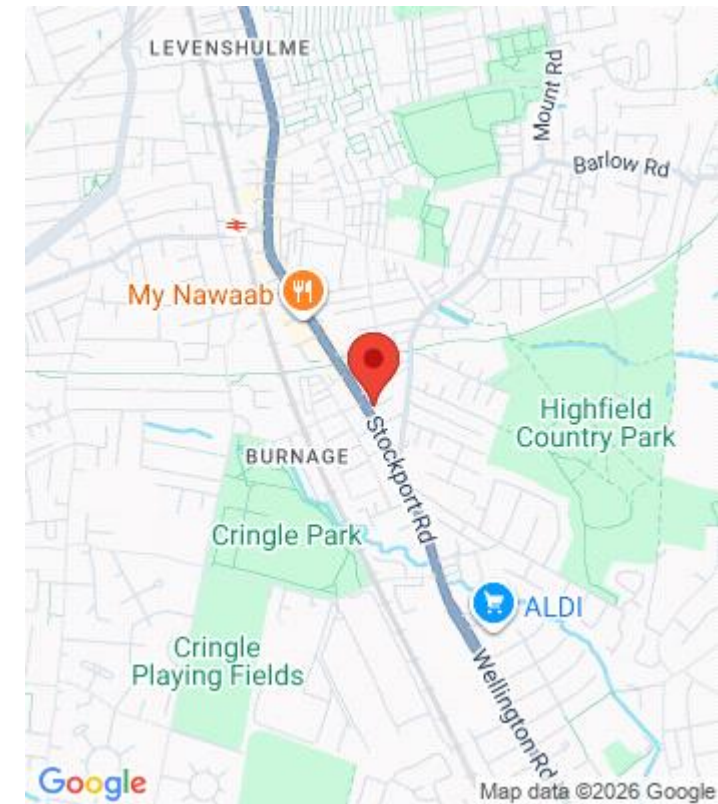 LEVENSHULME
Mount Rd
Barlow Rd
My Nawaab
Highfield
Country Park
BURNAGE
Stockport Rd
Cringle Park
ALDI
Cringle
Playing Fields
Wellington Rd
Google
Map data ©2026 Google